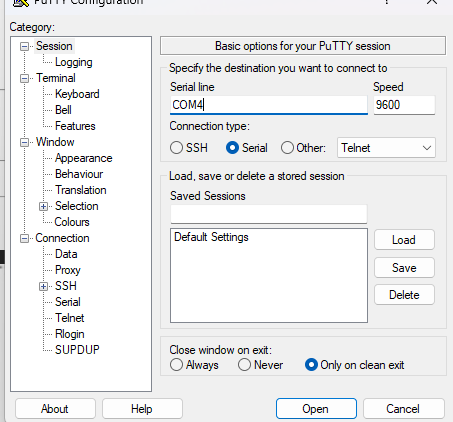 PuTTY Configuration ? ×
Category:
Session
Logging
Terminal
Keyboard
Bell
Features
Window
Appearance
Behaviour
Translation
Selection
Colours
Connection
Data
Proxy
SSH
Serial
Telnet
Rlogin
SUPDUP
Basic options for your PuTTY session
Specify the destination you want to connect to
Serial line Speed
COM4 9600
Connection type:
SSH Serial Other: Telnet
Load, save or delete a stored session
Saved Sessions
Default Settings
Load
Save
Delete
Close window on exit:
Always Never Only on clean exit
About Help Open Cancel